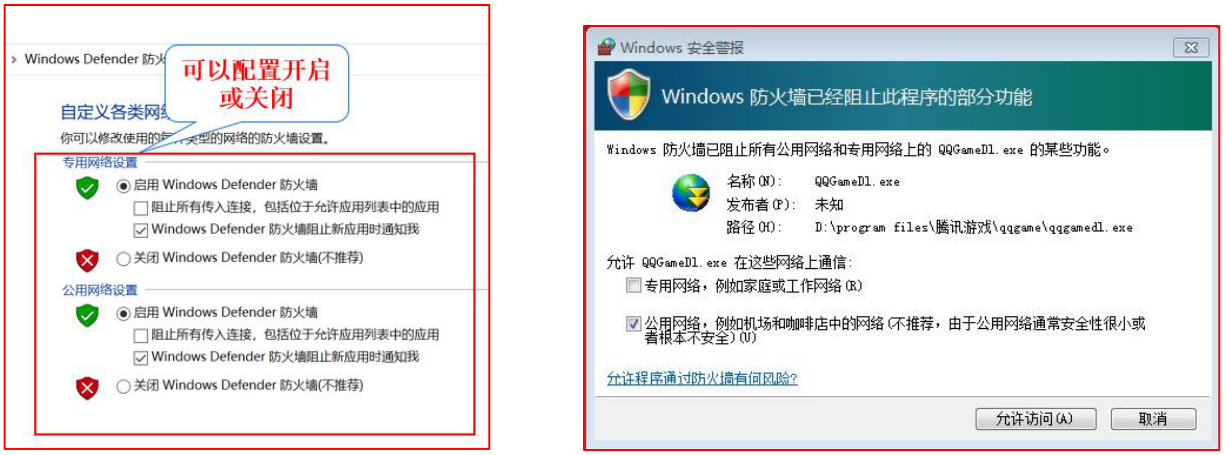 > Windows Defender 防火
可以配置开启
或关闭
自定义各类网络
你可以修改使用的每种类型的网络的防火墙设置。
专用网络设置
启用 Windows Defender 防火墙
阻止所有传入连接，包括位于允许应用列表中的应用
Windows Defender 防火墙阻止新应用时通知我
关闭 Windows Defender 防火墙(不推荐)
公用网络设置
启用 Windows Defender 防火墙
阻止所有传入连接，包括位于允许应用列表中的应用
Windows Defender 防火墙阻止新应用时通知我
关闭 Windows Defender 防火墙(不推荐)
Windows 安全警报
Windows 防火墙已经阻止此程序的部分功能
Windows 防火墙已阻止所有公用网络和专用网络上的 QQGameDl.exe 的某些功能。
名称(N): QQGameDl.exe
发布者(P): 未知
路径(H): D:\program files\腾讯游戏\qqgame\qqgamedl.exe
允许 QQGameDl.exe 在这些网络上通信:
专用网络，例如家庭或工作网络(R)
公用网络，例如机场和咖啡店中的网络(不推荐，由于公用网络通常安全性很小或
者根本不安全)(U)
允许程序通过防火墙有何风险?
允许访问(A)
取消